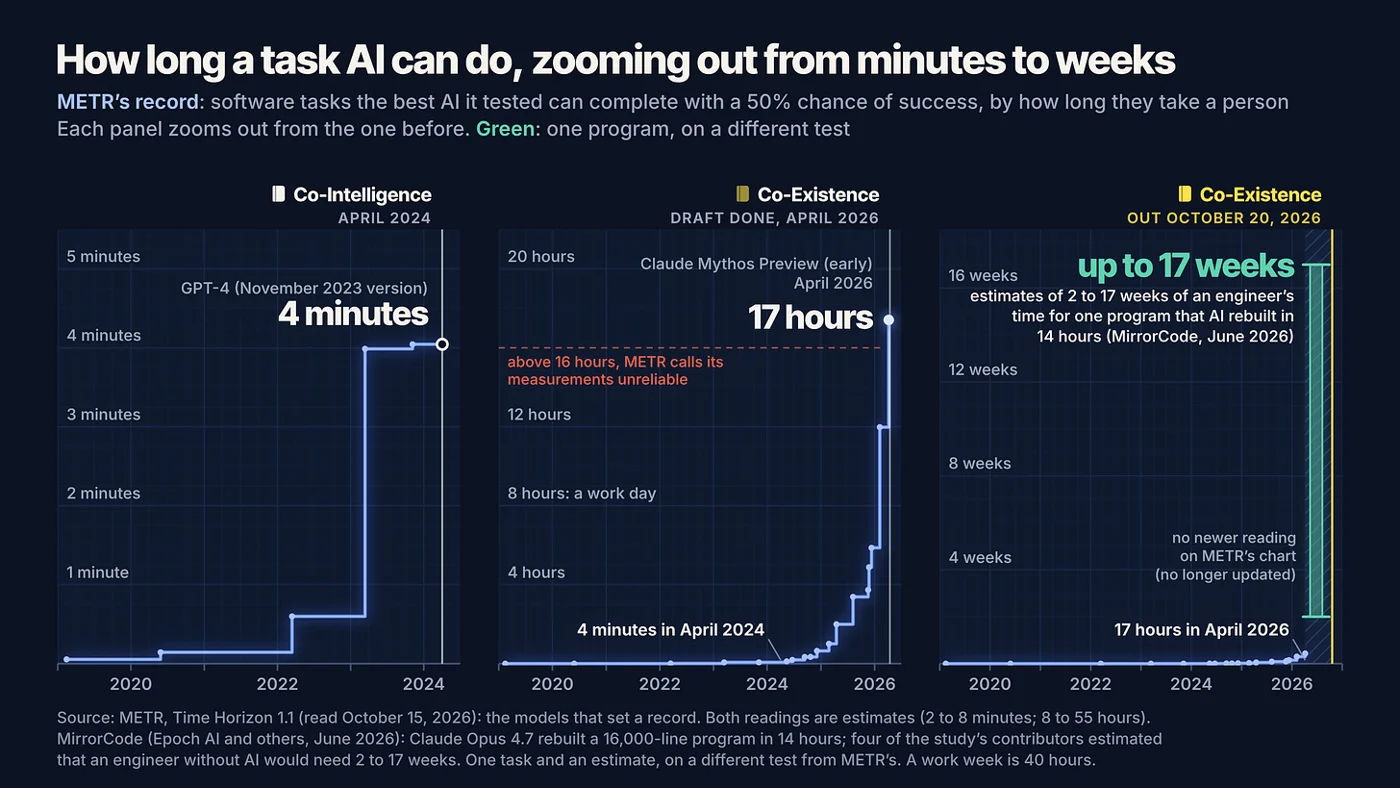 How long a task AI can do, zooming out from minutes to weeks
METR's record: software tasks the best AI it tested can complete with a 50% chance of success, by how long they take a person
Each panel zooms out from the one before. Green: one program, on a different test
Co-Intelligence
APRIL 2024
5 minutes
GPT-4 (November 2023 version)
4 minutes
4 minutes
3 minutes
2 minutes
1 minute
2020
2022
2024
Co-Existence
DRAFT DONE, APRIL 2026
20 hours
Claude Mythos Preview (early)
April 2026
17 hours
above 16 hours, METR calls its
measurements unreliable
12 hours
8 hours: a work day
4 hours
4 minutes in April 2024
2020
2022
2024
2026
Co-Existence
OUT OCTOBER 20, 2026
16 weeks
up to 17 weeks
estimates of 2 to 17 weeks of an engineer's
time for one program that AI rebuilt in
14 hours (MirrorCode, June 2026)
12 weeks
8 weeks
4 weeks
no newer reading
on METR's chart
(no longer updated)
17 hours in April 2026
2020
2022
2024
2026
Source: METR, Time Horizon 1.1 (read October 15, 2026): the models that set a record. Both readings are estimates (2 to 8 minutes; 8 to 55 hours).
MirrorCode (Epoch AI and others, June 2026): Claude Opus 4.7 rebuilt a 16,000-line program in 14 hours; four of the study's contributors estimated
that an engineer without AI would need 2 to 17 weeks. One task and an estimate, on a different test from METR's. A work week is 40 hours.